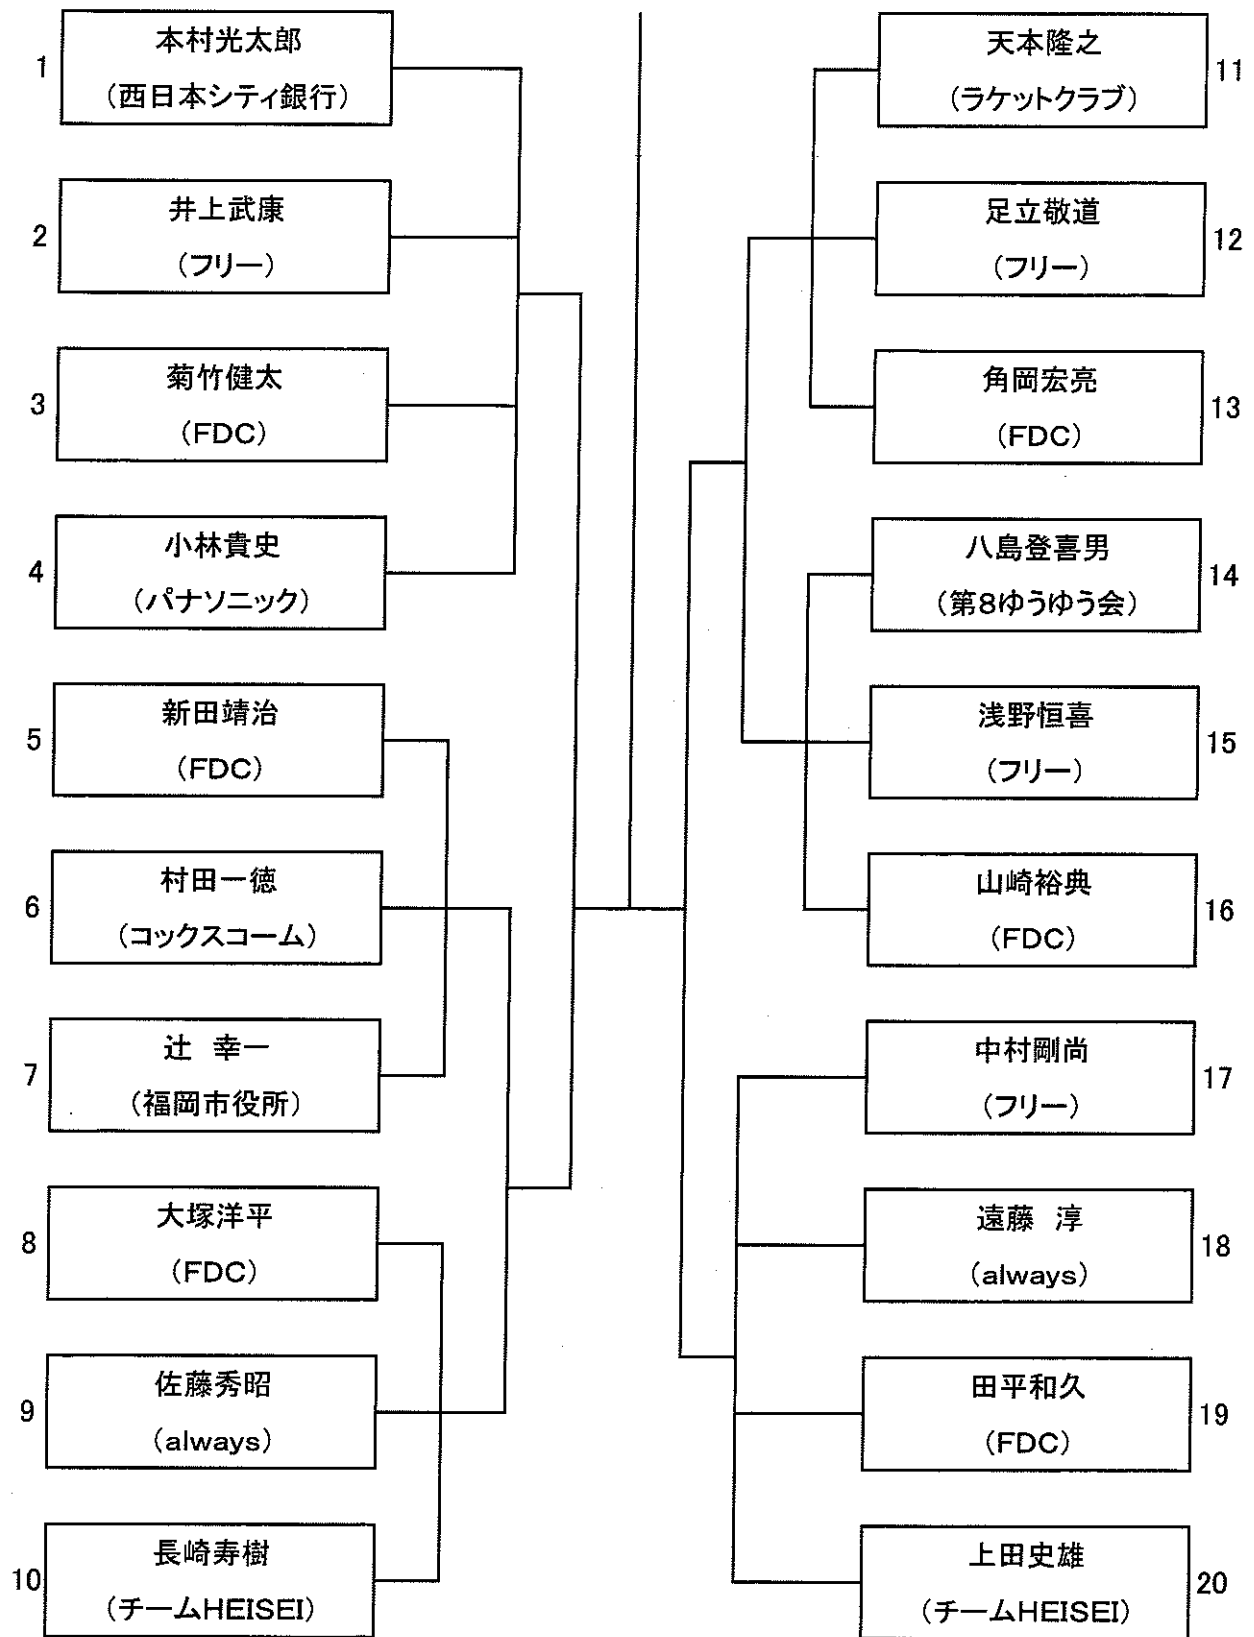 1
本村光太郎
(西日本シティ銀行)
2
井上武康
(フリー)
3
菊竹健太
(FDC)
4
小林貴史
(パナソニック)
5
新田靖治
(FDC)
6
村田一徳
(コックスコーム)
7
辻 幸一
(福岡市役所)
8
大塚洋平
(FDC)
9
佐藤秀昭
(always)
10
長崎寿樹
(チームHEISEI)
天本隆之
(ラケットクラブ)
11
足立敬道
(フリー)
12
角岡宏亮
(FDC)
13
八島登喜男
(第8ゆうゆう会)
14
浅野恒喜
(フリー)
15
山崎裕典
(FDC)
16
中村剛尚
(フリー)
17
遠藤 淳
(always)
18
田平和久
(FDC)
19
上田史雄
(チームHEISEI)
20